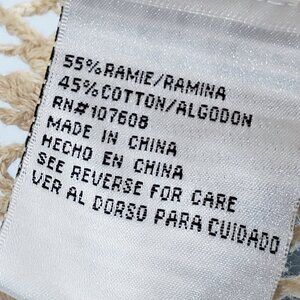 55%RAMIE/RAMINA
45%COTTON/ALGODON
RN#107608
MADE IN CHINA
HECHO EN CHINA
SEE REVERSE FOR CARE
VER AL DORSO PARA CUIDADO